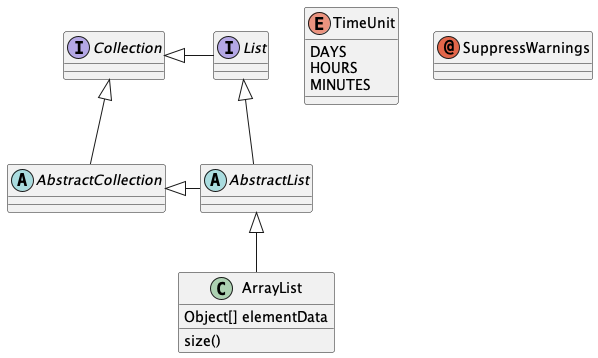 I Collection
I List
E TimeUnit
DAYS
HOURS
MINUTES
@ SuppressWarnings
A AbstractCollection
A AbstractList
C ArrayList
Object[] elementData
size()